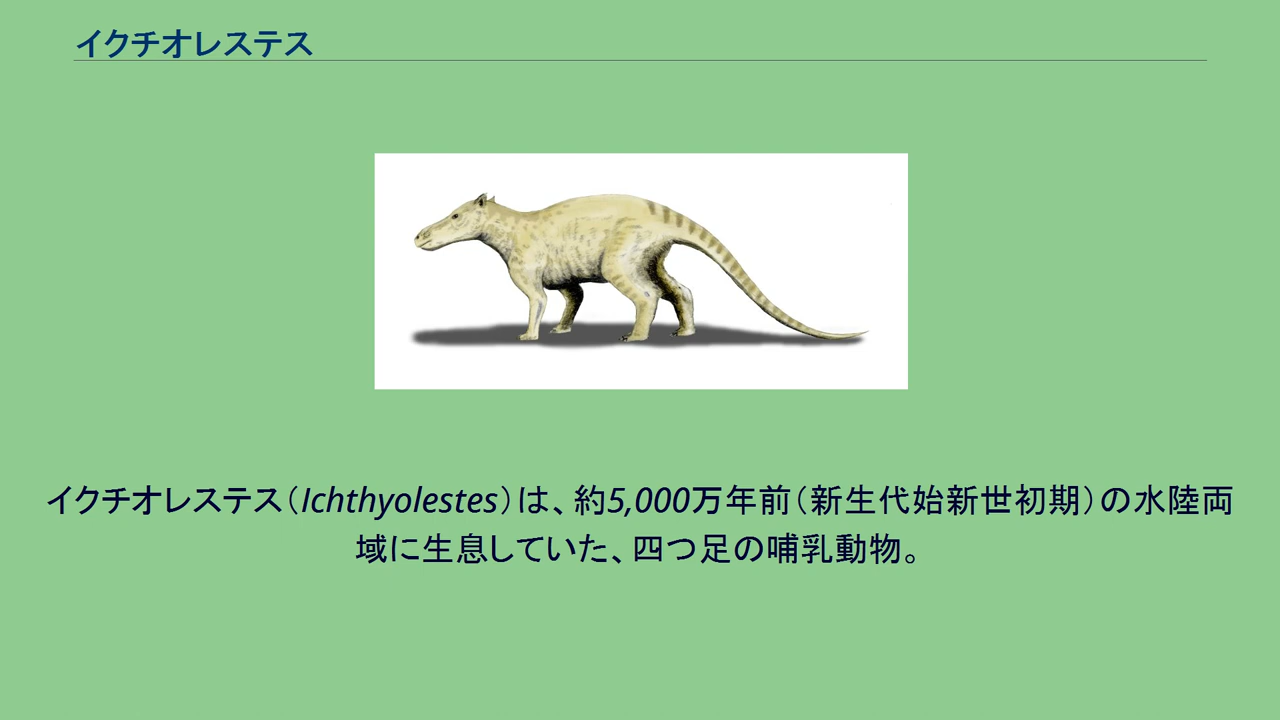 イクチオレステス
イクチオレステス（Ichthyolestes）は、約5,000万年前（新生代始新世初期）の水陸両
域に生息していた、四つ足の哺乳動物。